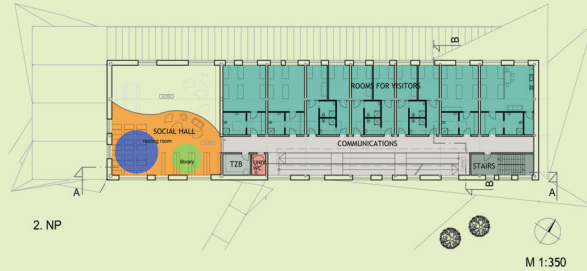 B
ROOMS FOR VISITORS
SOCIAL HALL
reading room
library
COMMUNICATIONS
TZB
UNIV
WC
STAIRS
A
B
A
2. NP
M 1:350